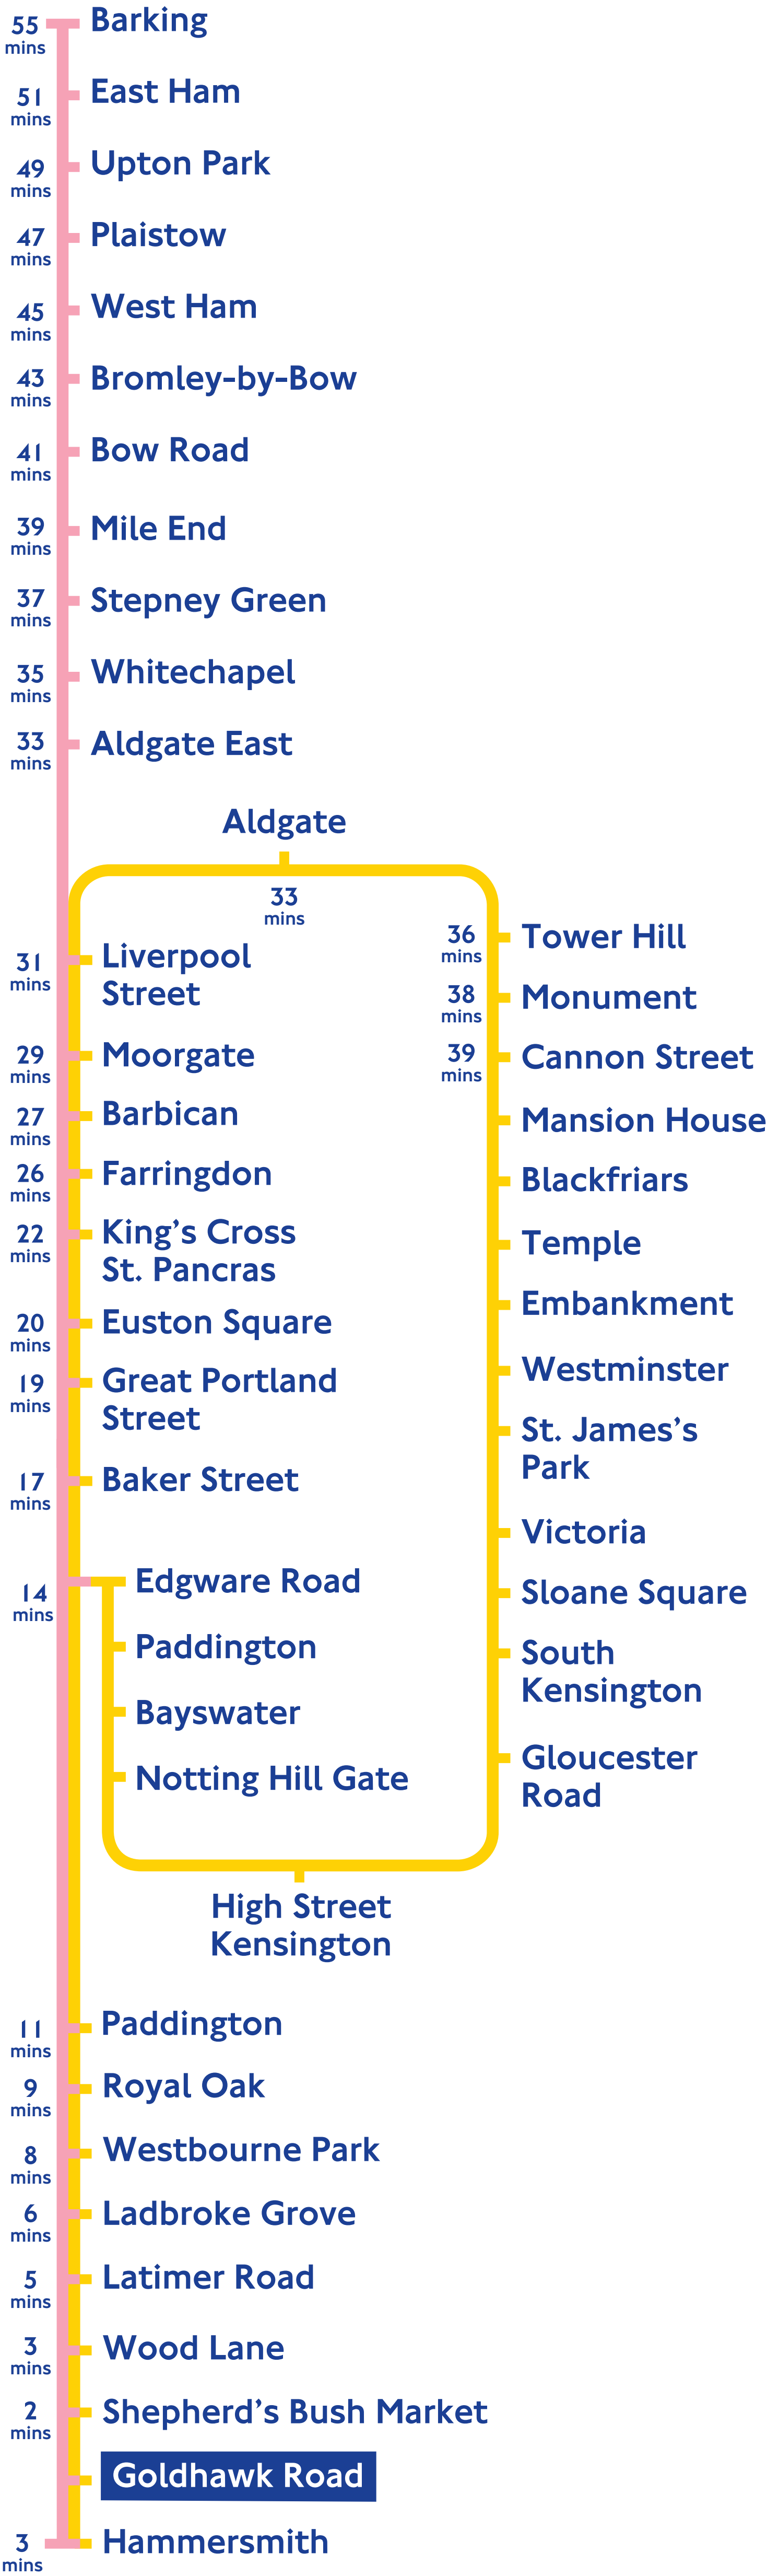 55 mins Barking
51 mins East Ham
49 mins Upton Park
47 mins Plaistow
45 mins West Ham
43 mins Bromley-by-Bow
41 mins Bow Road
39 mins Mile End
37 mins Stepney Green
35 mins Whitechapel
33 mins Aldgate East
Aldgate
33
mins
31 mins Liverpool
Street
29 mins Moorgate
27 mins Barbican
26 mins Farringdon
22 mins King's Cross
St. Pancras
20 mins Euston Square
19 mins Great Portland
Street
17 mins Baker Street
14 mins Edgware Road
Paddington
Bayswater
Notting Hill Gate
36 mins Tower Hill
38 mins Monument
39 mins Cannon Street
Mansion House
Blackfriars
Temple
Embankment
Westminster
St. James's
Park
Victoria
Sloane Square
South
Kensington
Gloucester
Road
High Street
Kensington
11 mins Paddington
9 mins Royal Oak
8 mins Westbourne Park
6 mins Ladbroke Grove
5 mins Latimer Road
3 mins Wood Lane
2 mins Shepherd's Bush Market
Goldhawk Road
3 mins Hammersmith